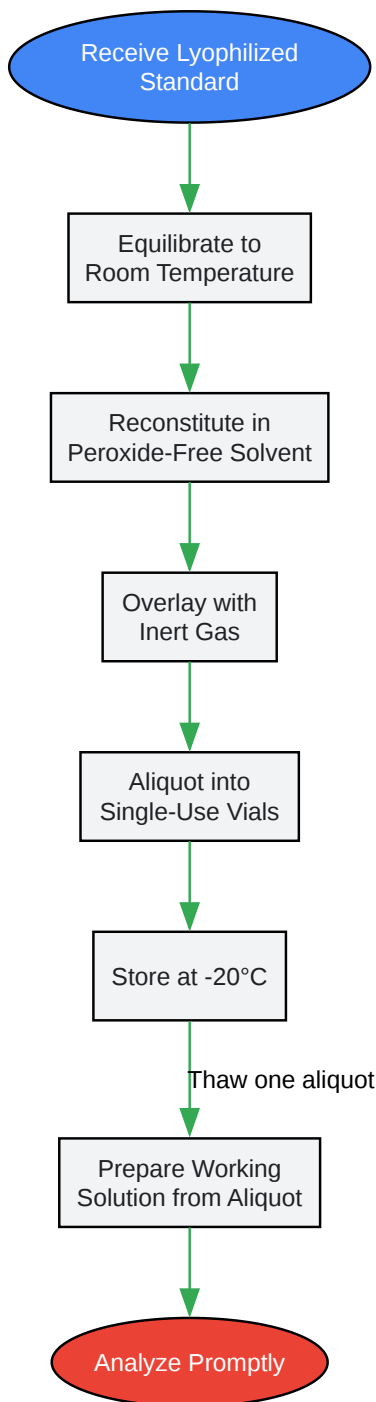 Receive Lyophilized
Standard
Equilibrate to
Room Temperature
Reconstitute in
Peroxide-Free Solvent
Overlay with
Inert Gas
Aliquot into
Single-Use Vials
Store at -20°C
Thaw one aliquot
Prepare Working
Solution from Aliquot
Analyze Promptly